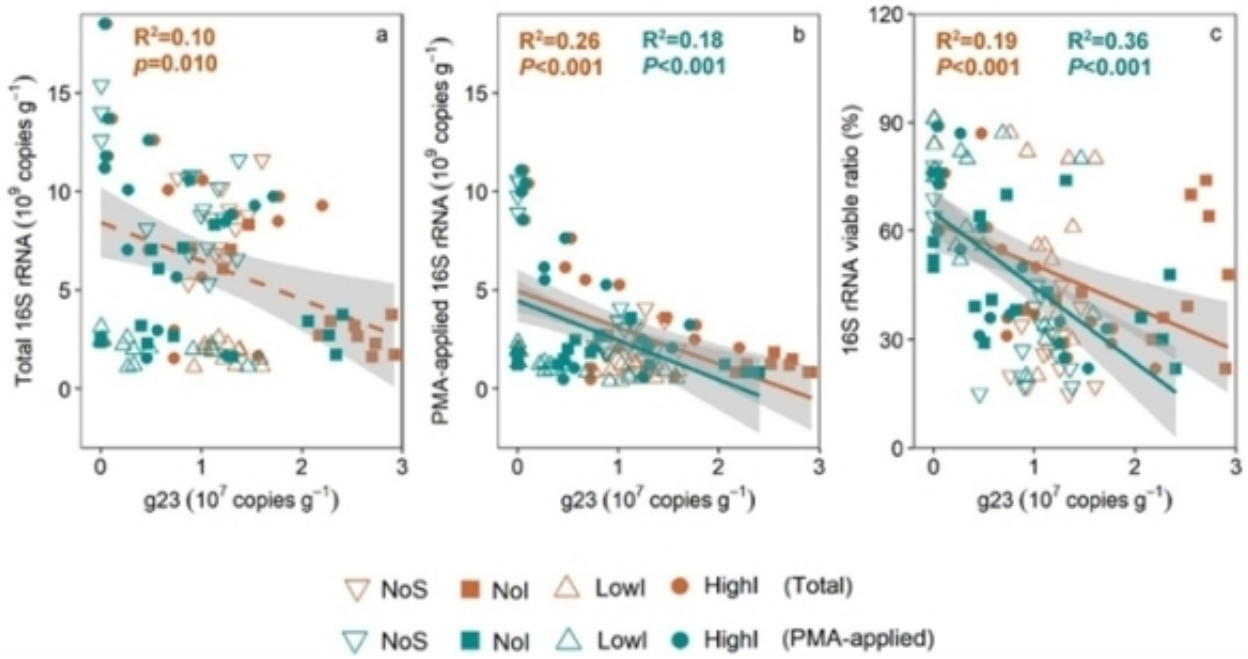 R²=0.10
p=0.010
a
Total 16S rRNA (10⁹ copies g⁻¹)
15
10
5
0
0 1 2 3
g23 (10⁷ copies g⁻¹)
R²=0.26 R²=0.18
P<0.001 P<0.001
b
PMA-applied 16S rRNA (10⁹ copies g⁻¹)
15
10
5
0
0 1 2 3
g23 (10⁷ copies g⁻¹)
R²=0.19 R²=0.36
P<0.001 P<0.001
c
16S rRNA viable ratio (%)
120
90
60
30
0
0 1 2 3
g23 (10⁷ copies g⁻¹)
NoS NoI LowI HighI (Total)
NoS NoI LowI HighI (PMA-applied)